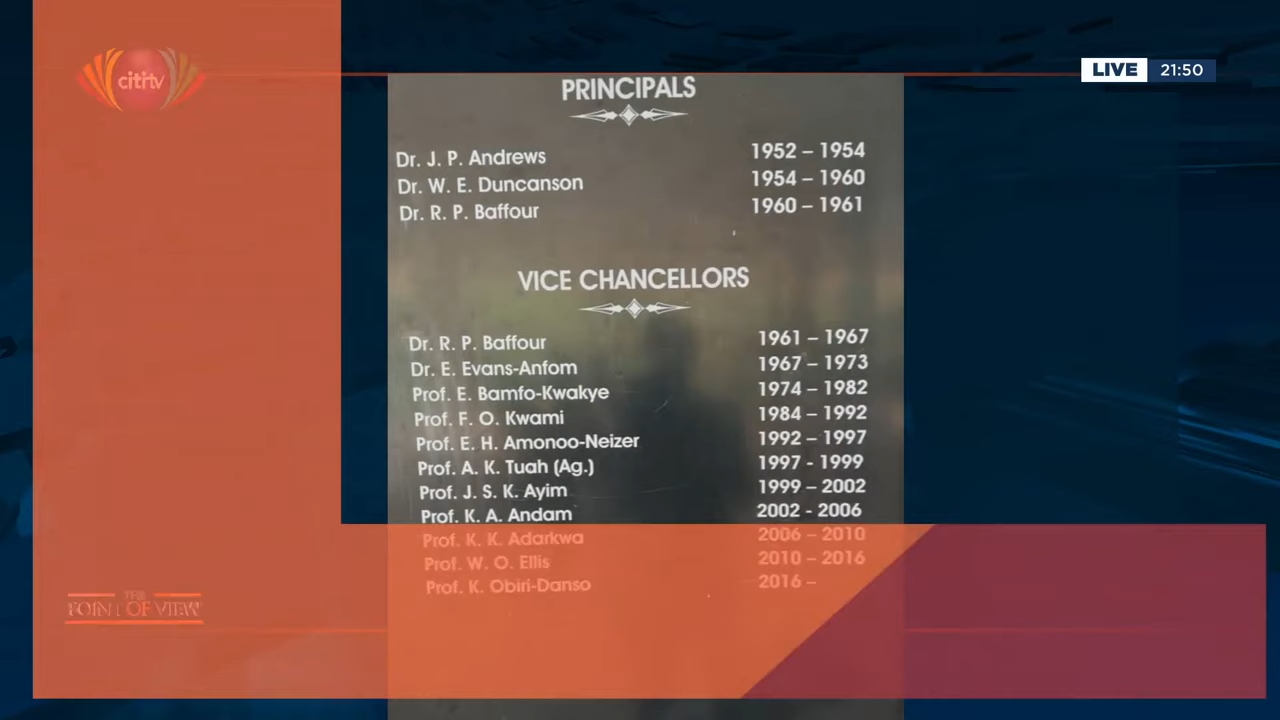 citi tv
LIVE 21:50
PRINCIPALS
Dr. J. P. Andrews 1952 – 1954
Dr. W. E. Duncanson 1954 – 1960
Dr. R. P. Baffour 1960 – 1961
VICE CHANCELLORS
Dr. R. P. Baffour 1961 – 1967
Dr. E. Evans-Anfom 1967 – 1973
Prof. E. Bamfo-Kwakye 1974 – 1982
Prof. F. O. Kwami 1984 – 1992
Prof. E. H. Amonoo-Neizer 1992 – 1997
Prof. A. K. Tuah (Ag.) 1997 - 1999
Prof. J. S. K. Ayim 1999 – 2002
Prof. K. A. Andam 2002 - 2006
Prof. K. K. Adarkwa 2006 – 2010
Prof. W. O. Ellis 2010 – 2016
Prof. K. Obiri-Danso 2016 –
THE
POINT OF VIEW